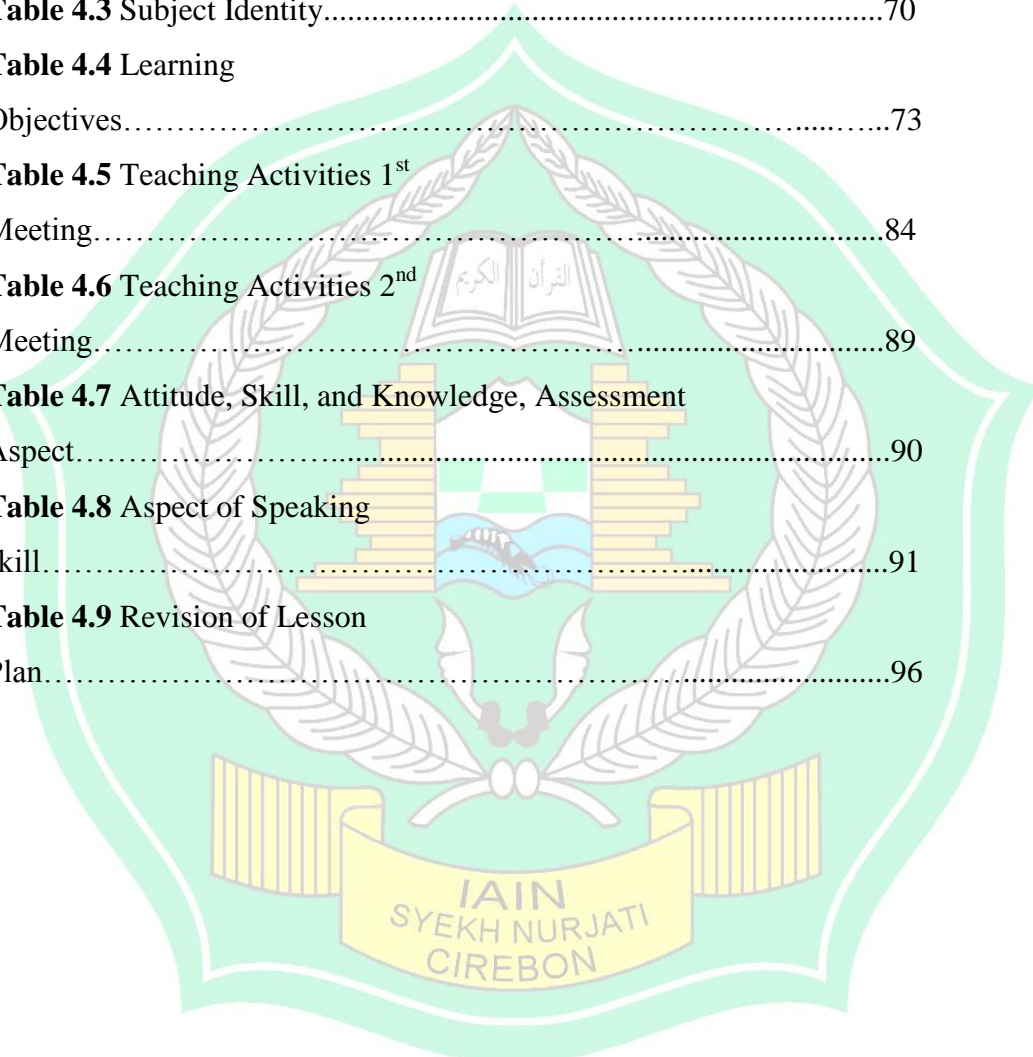 Table 4.3 Subject Identity.................................................................70
Table 4.4 Learning
Objectives……………………………………………………………….....…...73
Table 4.5 Teaching Activities 1st
Meeting…………………………………………………...............................84
Table 4.6 Teaching Activities 2nd
Meeting…………………………………………………...............................89
Table 4.7 Attitude, Skill, and Knowledge, Assessment
Aspect……………………...................................................................90
Table 4.8 Aspect of Speaking
kill…………………………………………………………..........................91
Table 4.9 Revision of Lesson
Plan…………………………………………………………..........................96
القرآن الكريم
IAIN
SYEKH NURJATI
CIREBON